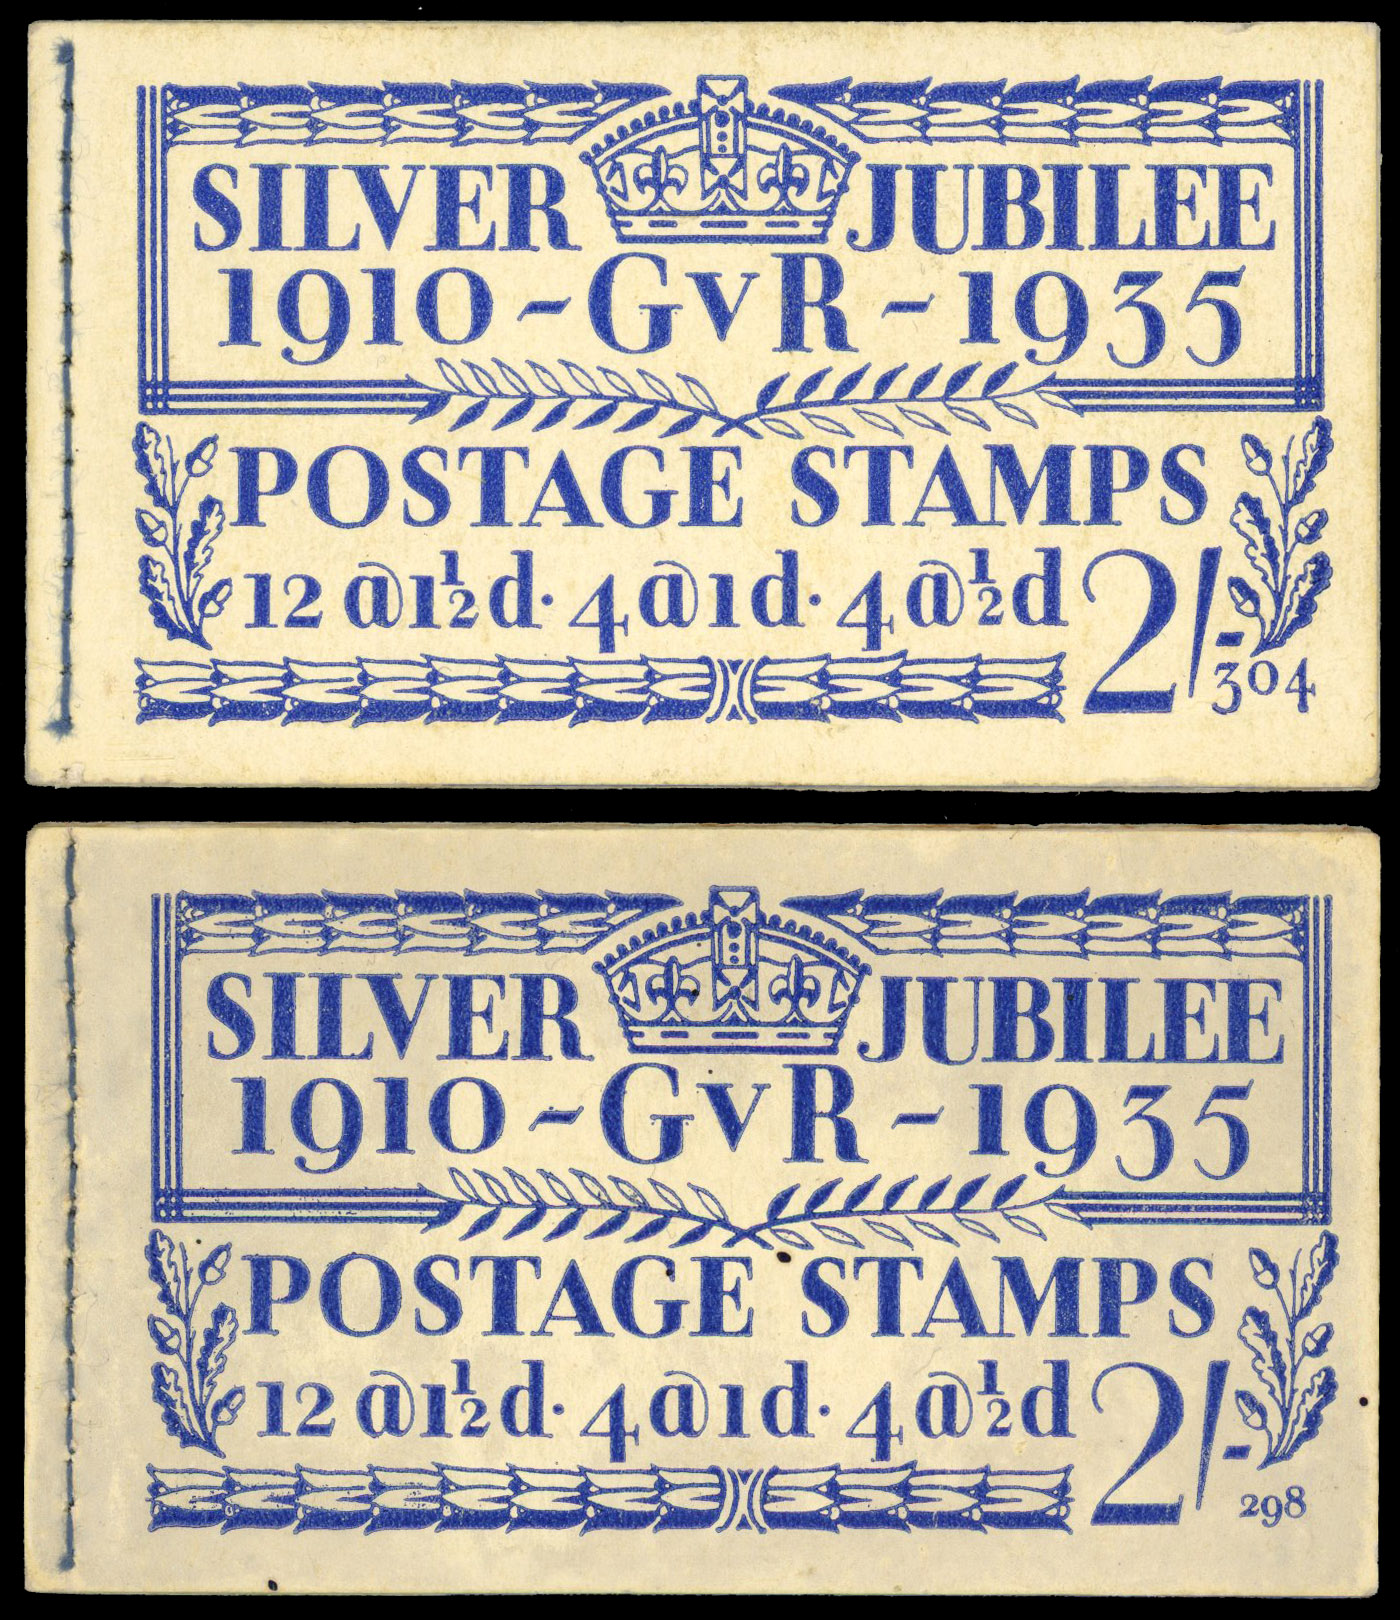 SILVER JUBILEE
1910 - GvR - 1935
POSTAGE STAMPS
12 @ 1½d · 4 @ 1d · 4 @ ½d 2/-
304
SILVER JUBILEE
1910 - GvR - 1935
POSTAGE STAMPS
12 @ 1½d · 4 @ 1d · 4 @ ½d 2/-
298